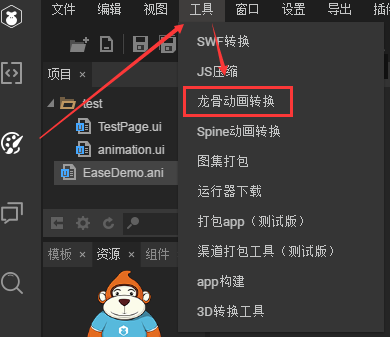 文件 编辑 视图 工具 窗口 设置 导出
SWF转换
JS压缩
项目
龙骨动画转换
test
TestPage.ui
Spine动画转换
animation.ui
图集打包
EaseDemo.ani
运行器下载
打包app（测试版）
模板 资源 组件
渠道打包工具（测试版）
app构建
3D转换工具